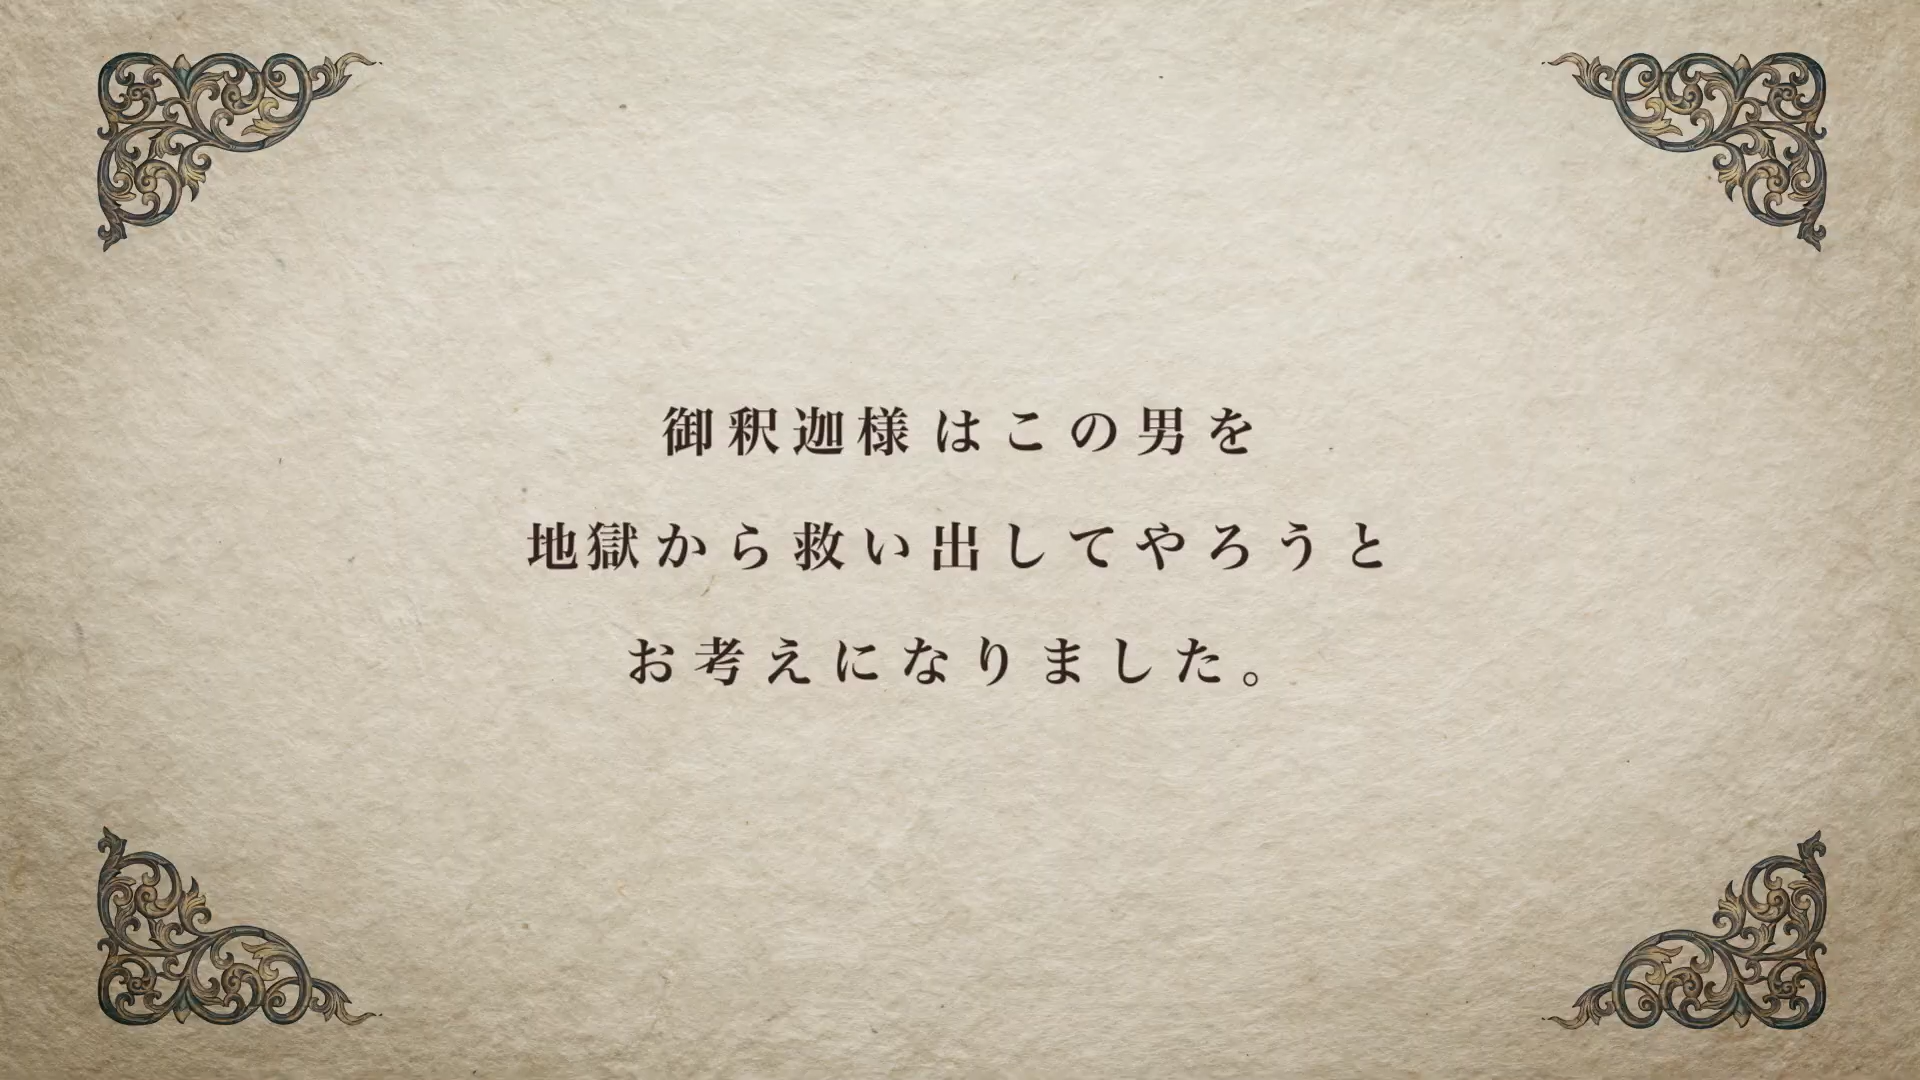 御釈迦様はこの男を
地獄から救い出してやろうと
お考えになりました。